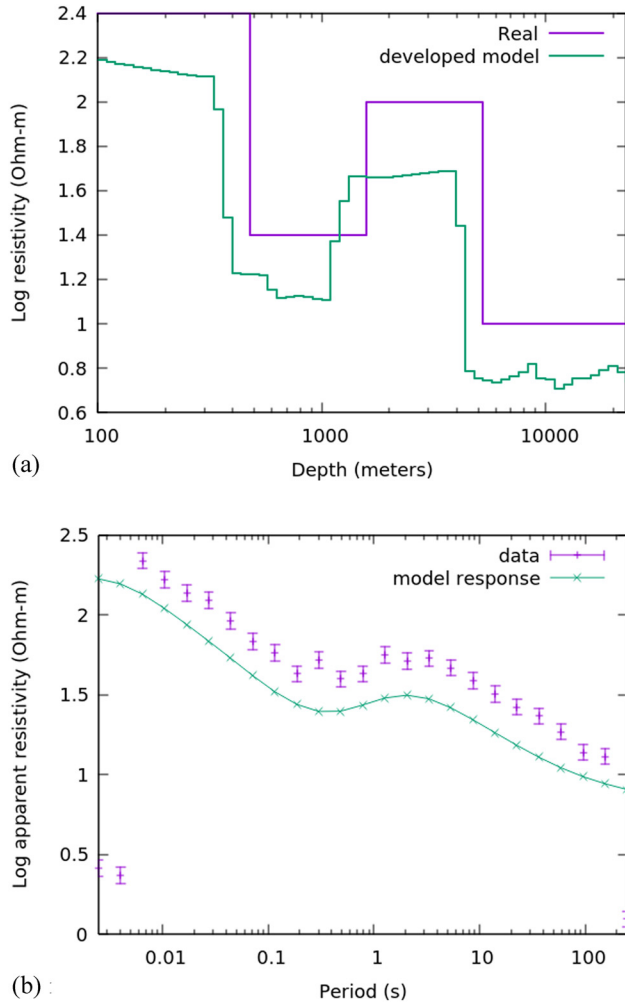 2.4
2.2
2
1.8
1.6
1.4
1.2
1
0.8
0.6
Log resistivity (Ohm-m)
Real
developed model
100
1000
10000
Depth (meters)
(a)
2.5
2
1.5
1
0.5
0
Log apparent resistivity (Ohm-m)
data
model response
0.01
0.1
1
10
100
Period (s)
(b) :